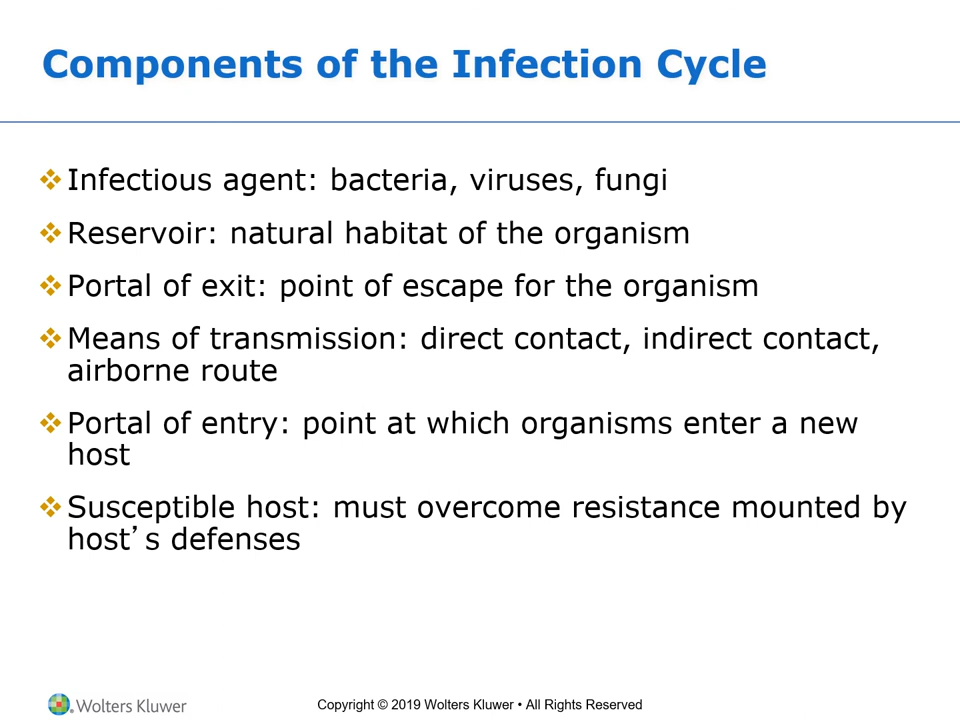 Components of the Infection Cycle
Infectious agent: bacteria, viruses, fungi
Reservoir: natural habitat of the organism
Portal of exit: point of escape for the organism
Means of transmission: direct contact, indirect contact,
airborne route
Portal of entry: point at which organisms enter a new
host
Susceptible host: must overcome resistance mounted by
host’s defenses
Wolters Kluwer
Copyright © 2019 Wolters Kluwer • All Rights Reserved